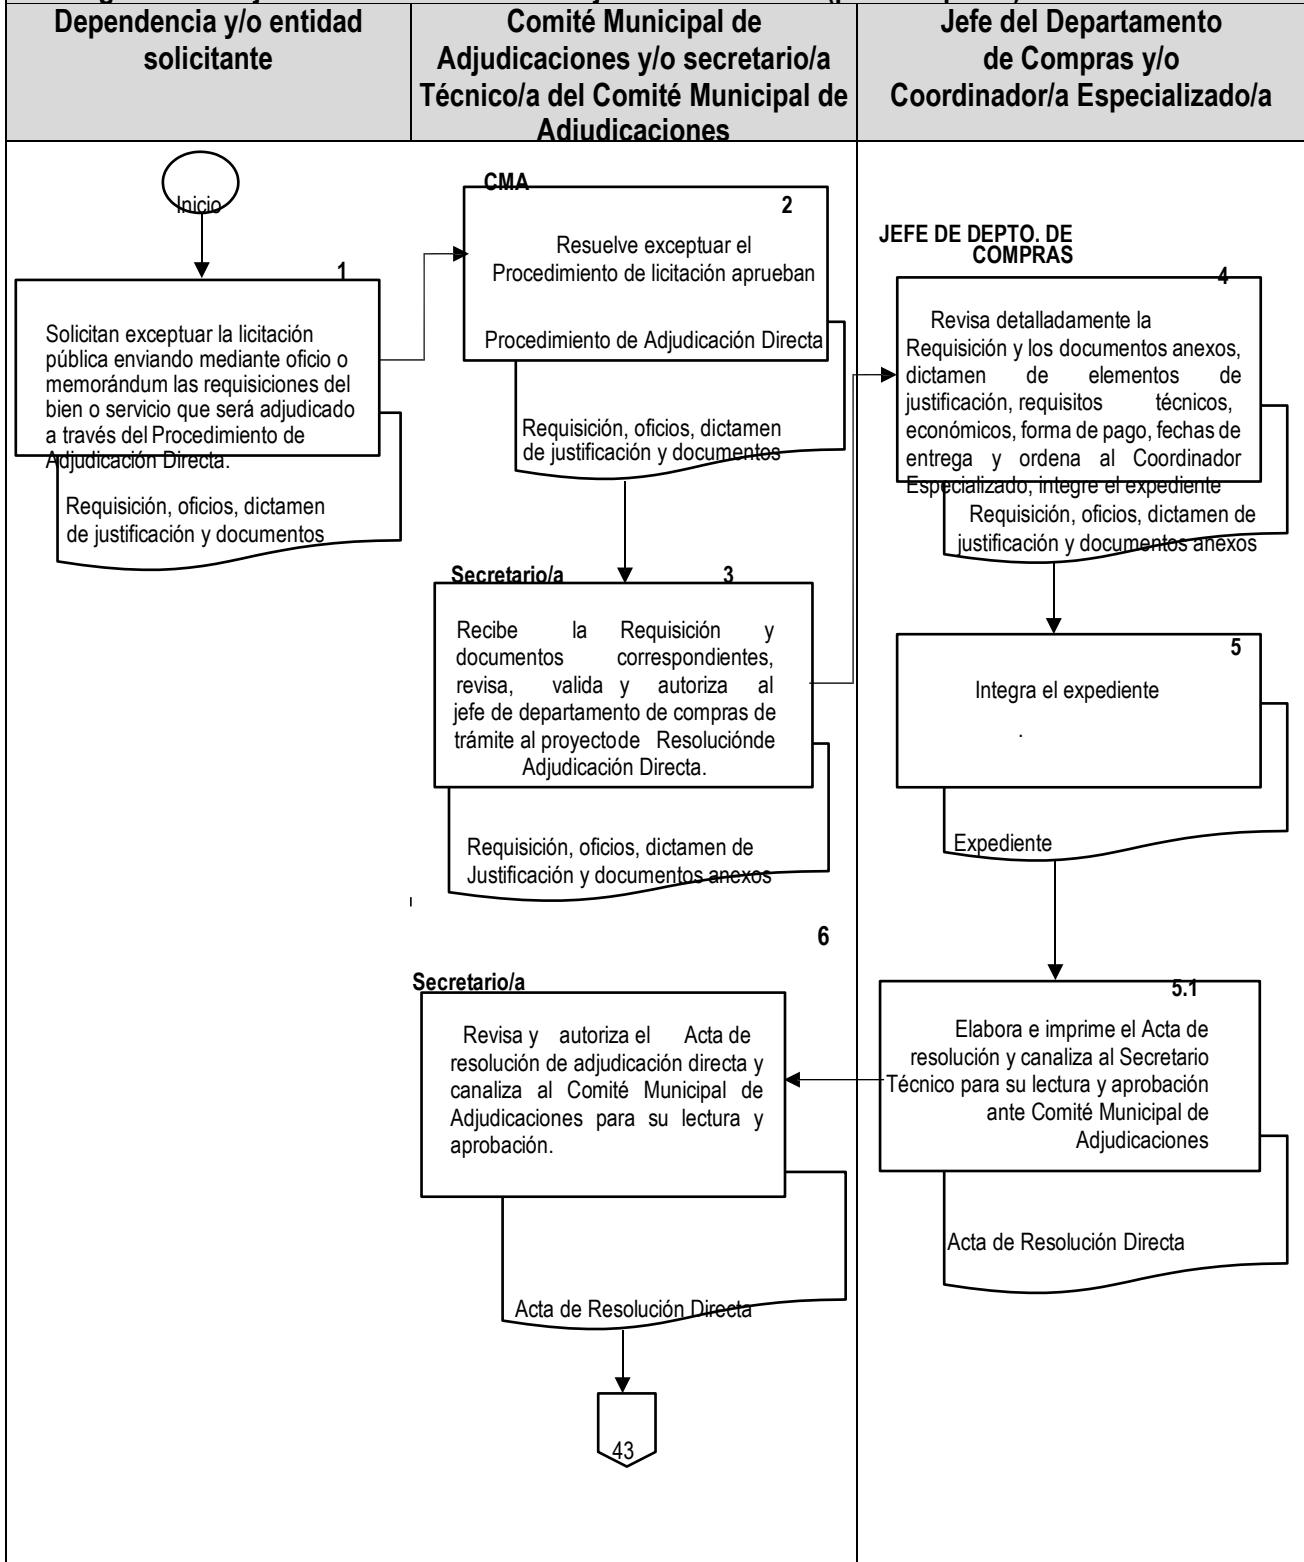 Dependencia y/o entidad
solicitante
Comité Municipal de
Adjudicaciones y/o secretario/a
Técnico/a del Comité Municipal de
Adjudicaciones
Jefe del Departamento
de Compras y/o
Coordinador/a Especializado/a
Inicio
1
Solicitan exceptuar la licitación
pública enviando mediante oficio o
memorándum las requisiciones del
bien o servicio que será adjudicado
a través del Procedimiento de
Adjudicación Directa.
Requisición, oficios, dictamen
de justificación y documentos
CMA
2
Resuelve exceptuar el
Procedimiento de licitación aprueban
Procedimiento de Adjudicación Directa
Requisición, oficios, dictamen
de justificación y documentos
Secretario/a 3
Recibe la Requisición y
documentos correspondientes,
revisa, valida y autoriza al
jefe de departamento de compras de
trámite al proyectode Resoluciónde
Adjudicación Directa.
Requisición, oficios, dictamen de
Justificación y documentos anexos
JEFE DE DEPTO. DE
COMPRAS
4
Revisa detalladamente la
Requisición y los documentos anexos,
dictamen de elementos de
justificación, requisitos técnicos,
económicos, forma de pago, fechas de
entrega y ordena al Coordinador
Especializado, integre el expediente
Requisición, oficios, dictamen de
justificación y documentos anexos
5
Integra el expediente
.
Expediente
5.1
Elabora e imprime el Acta de
resolución y canaliza al Secretario
Técnico para su lectura y aprobación
ante Comité Municipal de
Adjudicaciones
Acta de Resolución Directa
6
Secretario/a
Revisa y autoriza el Acta de
resolución de adjudicación directa y
canaliza al Comité Municipal de
Adjudicaciones para su lectura y
aprobación.
Acta de Resolución Directa
43